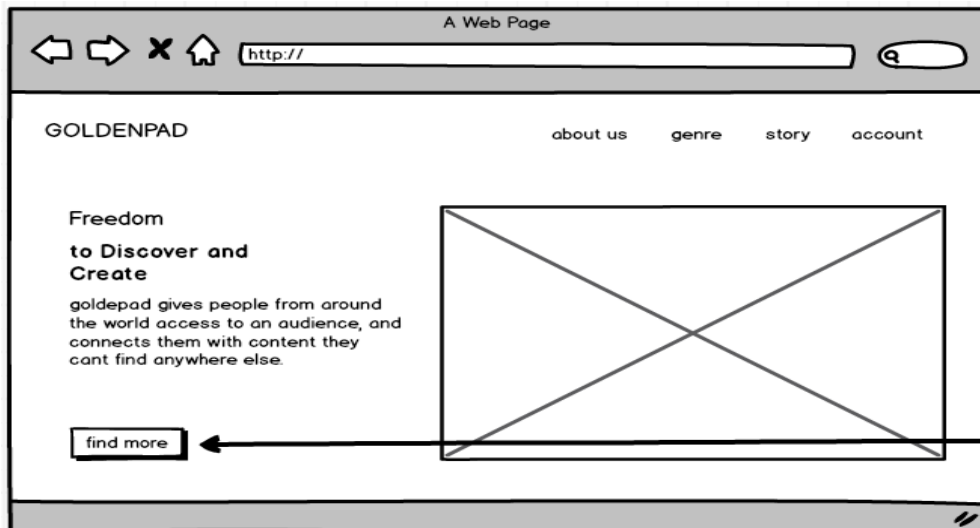 A Web Page
http://
GOLDENPAD
about us genre story account
Freedom
to Discover and
Create
goldepad gives people from around
the world access to an audience, and
connects them with content they
cant find anywhere else.
find more